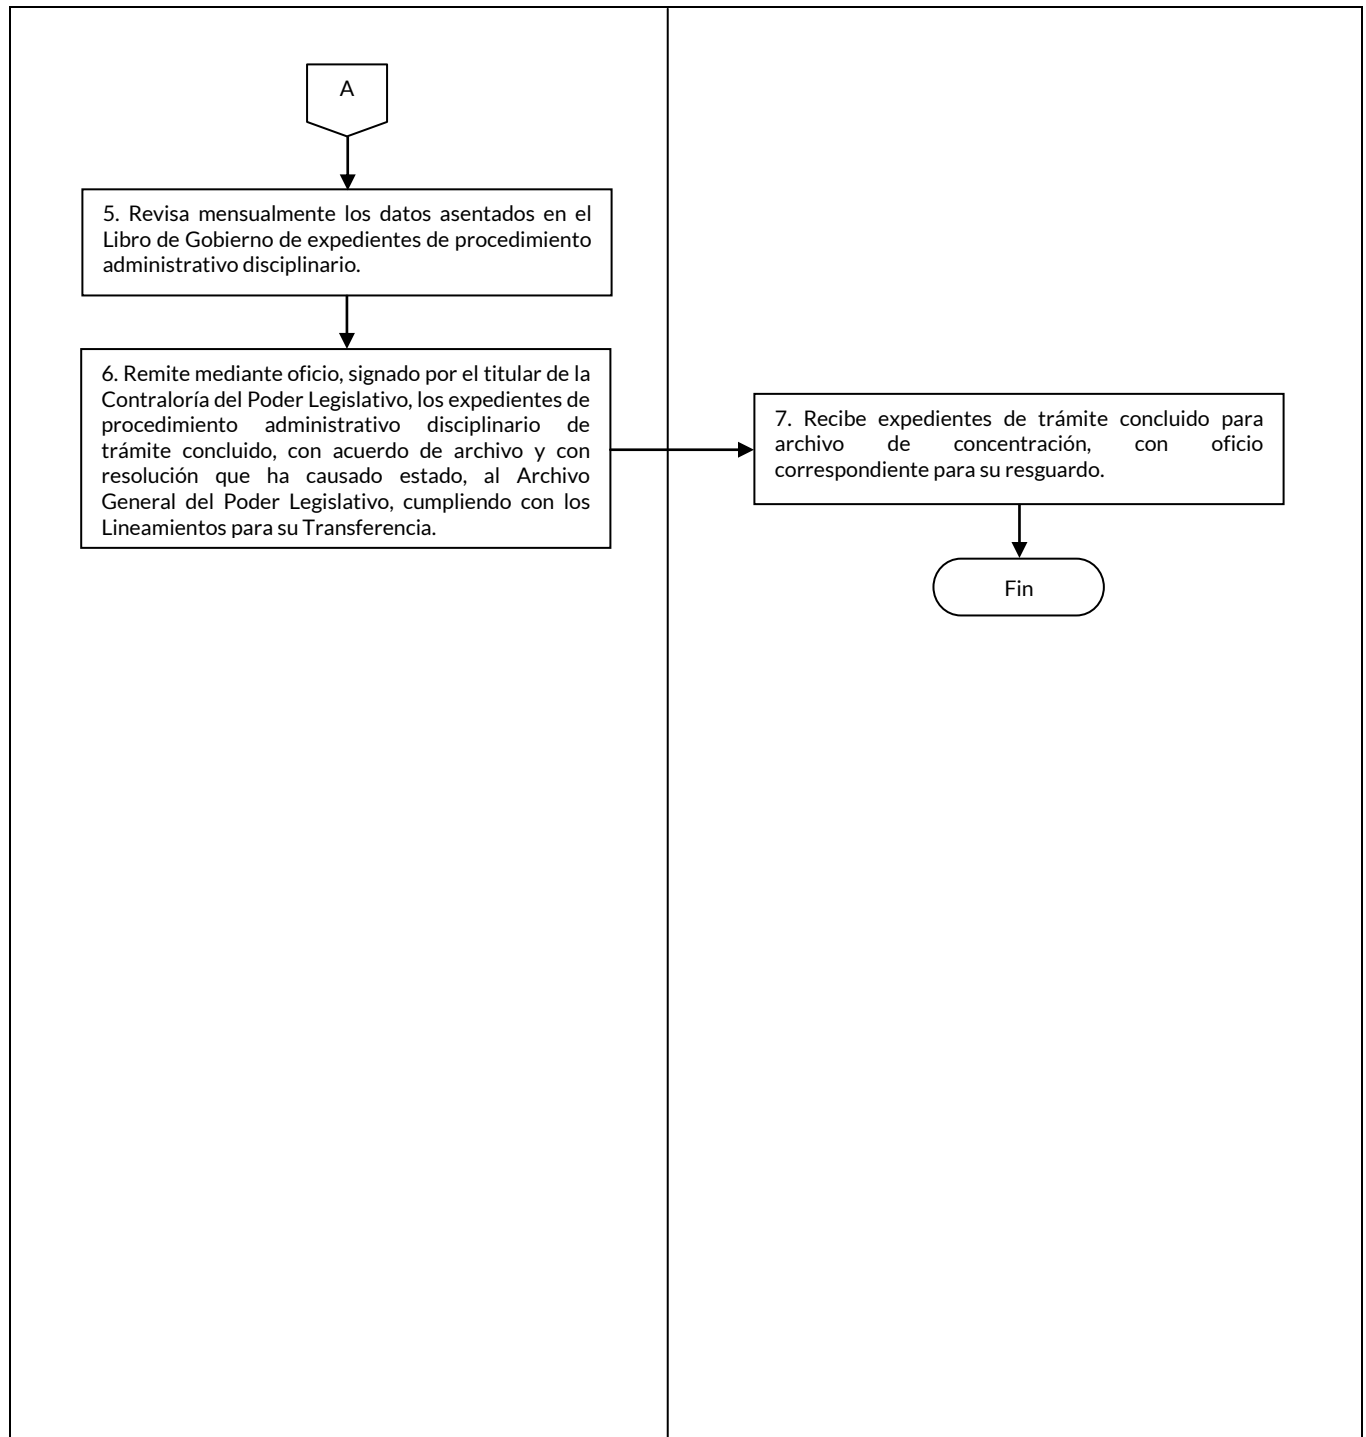 A
5. Revisa mensualmente los datos asentados en el
Libro de Gobierno de expedientes de procedimiento
administrativo disciplinario.
6. Remite mediante oficio, signado por el titular de la
Contraloría del Poder Legislativo, los expedientes de
procedimiento administrativo disciplinario de
trámite concluido, con acuerdo de archivo y con
resolución que ha causado estado, al Archivo
General del Poder Legislativo, cumpliendo con los
Lineamientos para su Transferencia.
7. Recibe expedientes de trámite concluido para
archivo de concentración, con oficio
correspondiente para su resguardo.
Fin